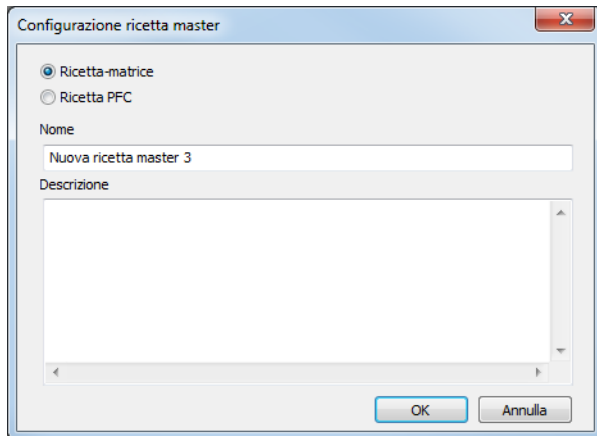 Configurazione ricetta master
Ricetta-matrice
Ricetta PFC
Nome
Nuova ricetta master 3
Descrizione
OK Annulla